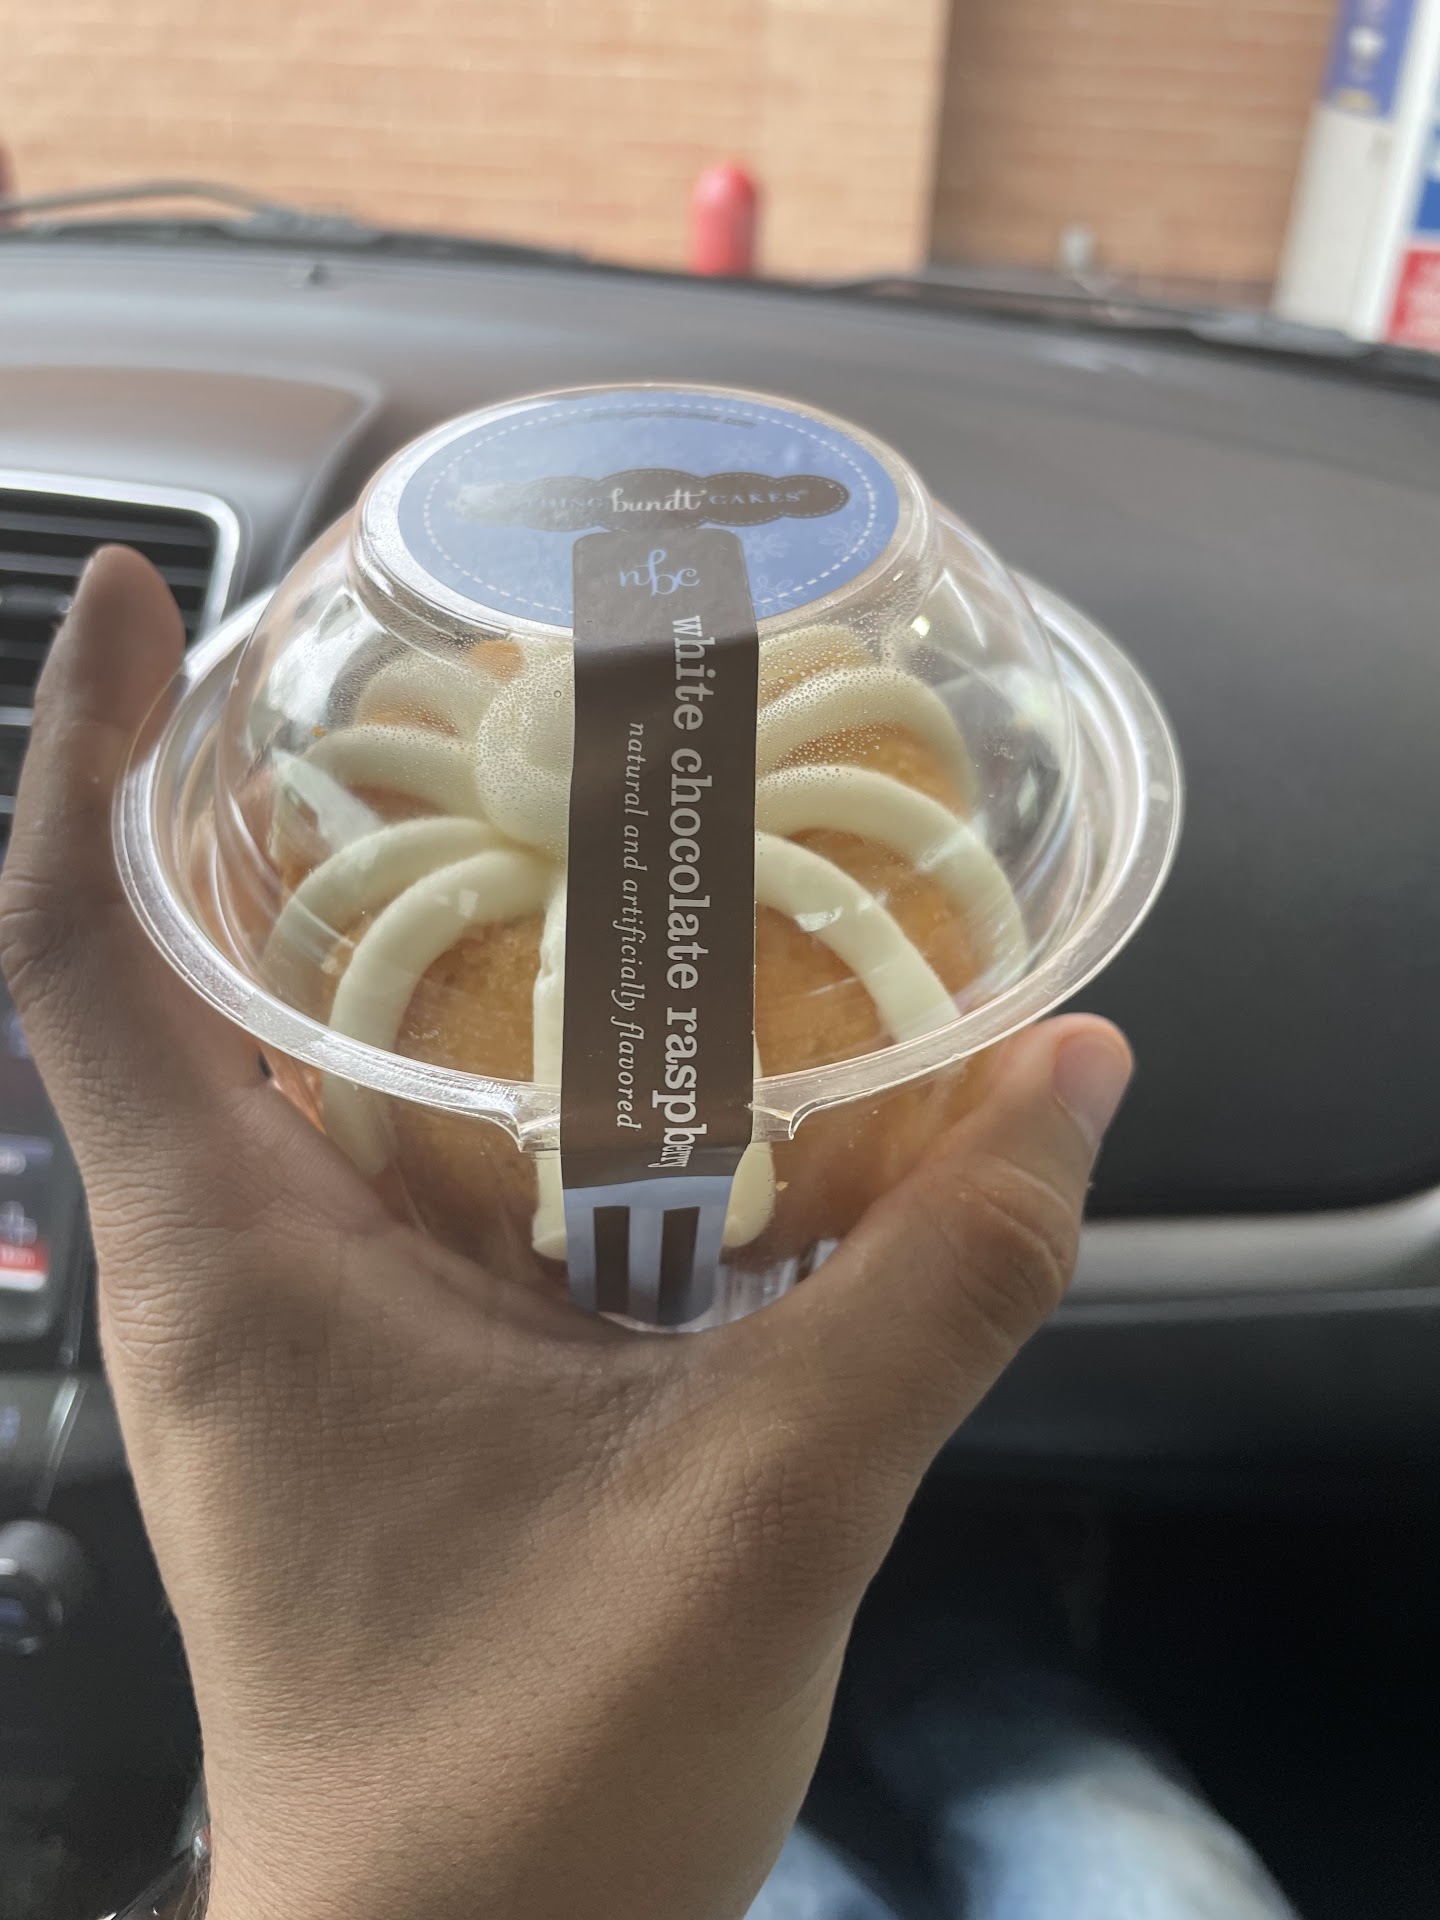 bundt CAKES
nbc
white chocolate raspberry
natural and artificially flavored